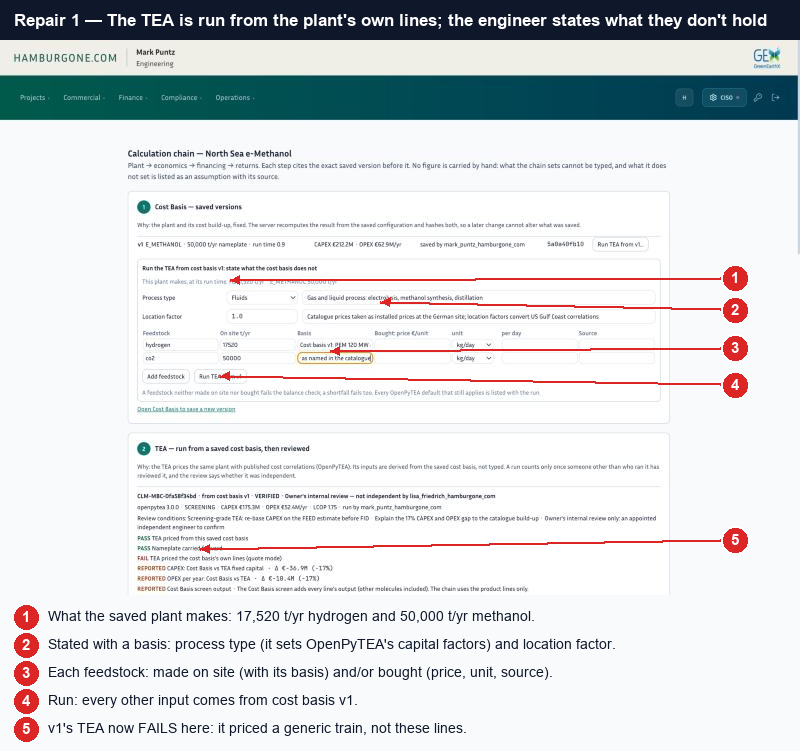 Repair 1 — The TEA is run from the plant's own lines; the engineer states what they don't hold
HAMBURGONE.COM
Mark Puntz
Engineering
GEX
GreenEarthX
Projects
Commercial
Finance
Compliance
Operations
H
CISO
Calculation chain — North Sea e-Methanol
Plant → economics → financing → returns. Each step cites the exact saved version before it. No figure is carried by hand: what the chain sets cannot be typed, and what it does
not set is listed as an assumption with its source.
1 Cost Basis — saved versions
Why: the plant and its cost build-up, fixed. The server recomputes the result from the saved configuration and hashes both, so a later change cannot alter what was saved.
v1 E_METHANOL · 50,000 t/yr nameplate · run time 0.9 CAPEX €212.2M · OPEX €62.9M/yr saved by mark_puntz_hamburgone_com 5a0a40fb10 Run TEA from v1…
Run the TEA from cost basis v1: state what the cost basis does not
This plant makes, at its run time:
Process type Fluids Gas and liquid process: electrolysis, methanol synthesis, distillation
Location factor 1.0 Catalogue prices taken as installed prices at the German site; location factors convert US Gulf Coast correlations
Feedstock On site t/yr Basis Bought: price €/unit unit per day Source
hydrogen 17520 Cost basis v1: PEM 120 MW kg/day
co2 50000 as named in the catalogue kg/day
Add feedstock Run TEA
A feedstock neither made on site nor bought fails the balance check; a shortfall fails too. Every OpenPyTEA default that still applies is listed with the run.
Open Cost Basis to save a new version
2 TEA — run from a saved cost basis, then reviewed
Why: the TEA prices the same plant with published cost correlations (OpenPyTEA). Its inputs are derived from the saved cost basis, not typed. A run counts only once someone other than who ran it has
reviewed it, and the review says whether it was independent.
CLM-MBC-0fa58f34bd · from cost basis v1 · VERIFIED · Owner's internal review — not independent by lisa_friedrich_hamburgone_com
openpytea 3.0.0 · SCREENING · CAPEX €175.3M · OPEX €52.4M/yr · LCOP 1.75 · run by mark_puntz_hamburgone_com
Review conditions: Screening-grade TEA: re-base CAPEX on the FEED estimate before FID · Explain the 17% CAPEX and OPEX gap to the catalogue build-up · Owner's internal review only: an appointed
independent engineer to confirm
PASS TEA priced from this saved cost basis
PASS Nameplate carried
FAIL TEA priced the cost basis's own lines (quote mode)
REPORTED CAPEX: Cost Basis vs TEA fixed capital · Δ €-36.9M (-17%)
REPORTED OPEX per year: Cost Basis vs TEA · Δ €-10.4M (-17%)
REPORTED Cost Basis screen output · The Cost Basis screen adds every line's output (other molecules included). The chain uses the product lines only.
1
2
3
4
5
1 What the saved plant makes: 17,520 t/yr hydrogen and 50,000 t/yr methanol.
2 Stated with a basis: process type (it sets OpenPyTEA's capital factors) and location factor.
3 Each feedstock: made on site (with its basis) and/or bought (price, unit, source).
4 Run: every other input comes from cost basis v1.
5 v1's TEA now FAILS here: it priced a generic train, not these lines.